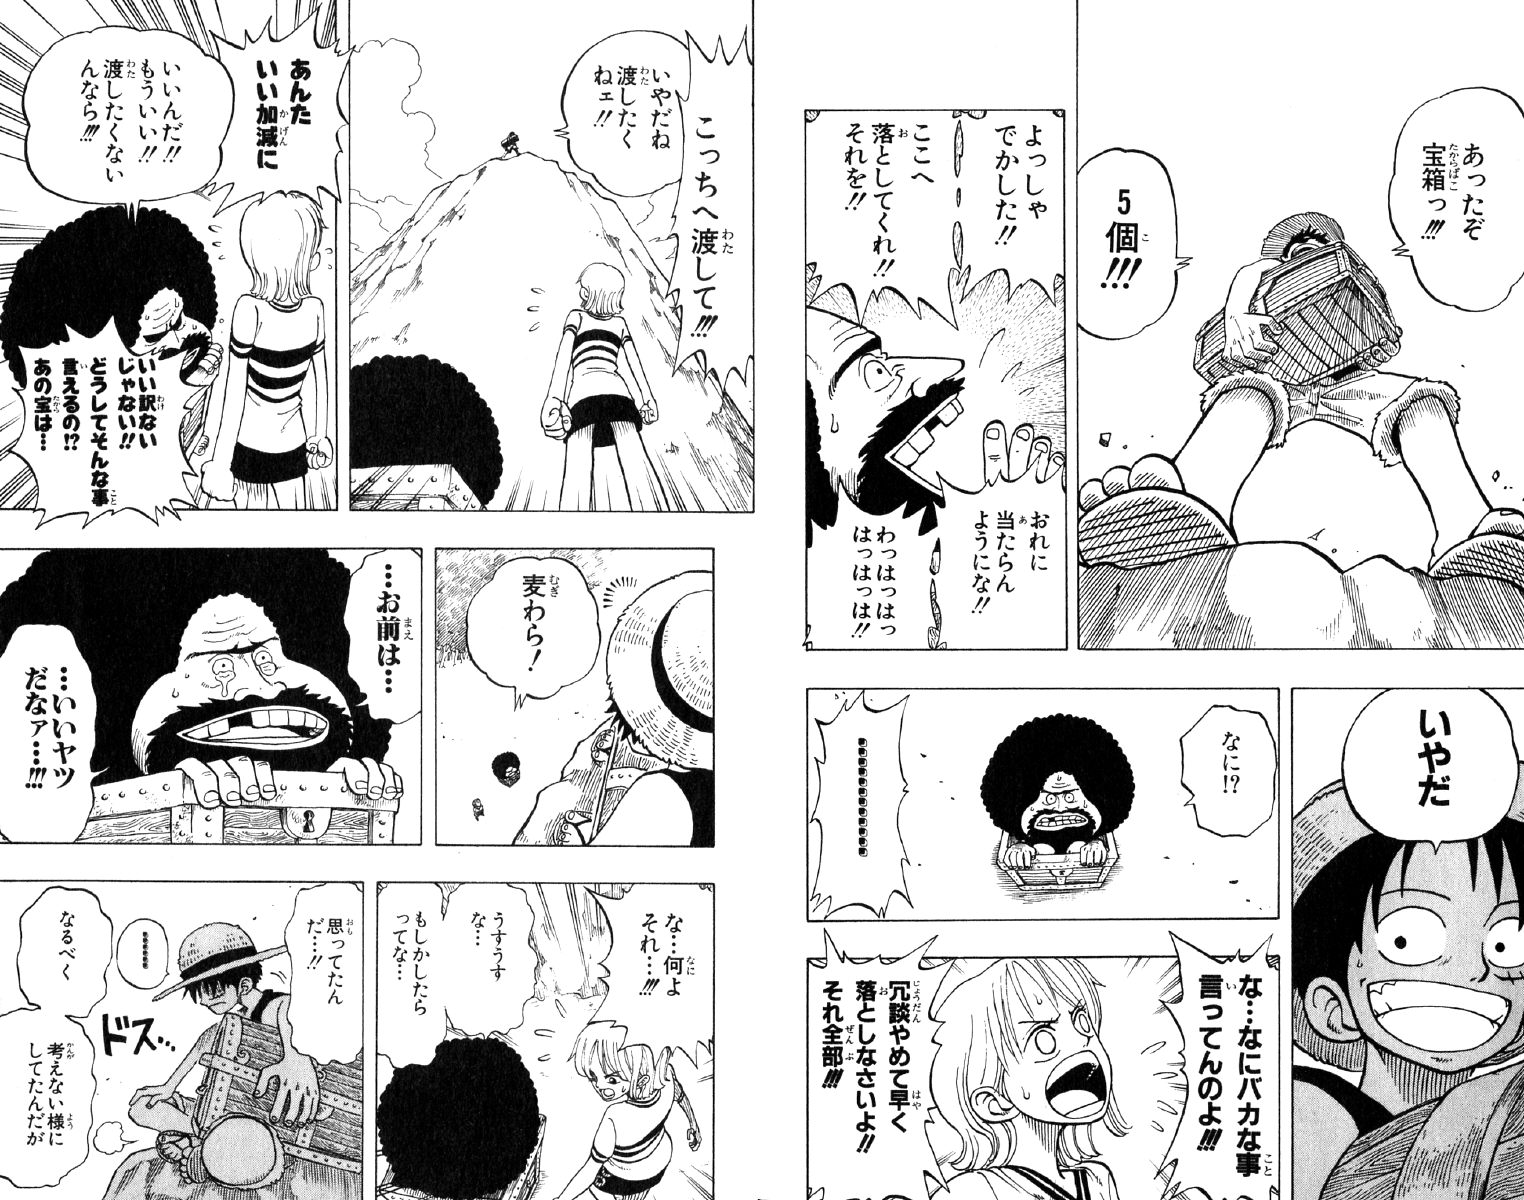 あったぞ
宝箱っ!!!
5
個!!!
よっしゃ
でかした!!
ここへ
落としてくれ!!
それを!!
おれに
当たらん
ようにな!!
わっはっはっ
はっはっは!!
いやだ
なに!?
………
な…なにバカな事
言ってんのよ!!!
冗談やめて早く
落としなさいよ!!
それ全部!!!
こっちへ渡して!!!
いやだね
渡したく
ねェ!!
あんた
いい加減に
いいんだ!!
もういい!!
渡したくない
んなら!!!
いい訳ない
じゃない!!
どうしてそんな事
言えるの!?
あの宝は…
麦わら!
…お前は…
…いいヤツ
だなァ…!!!
な…何よ
それ…!!!
うすうす
な…
もしかしたら
ってな…
思ってたん
だ…!!
……
ドス…
なるべく
考えない様に
してたんだが